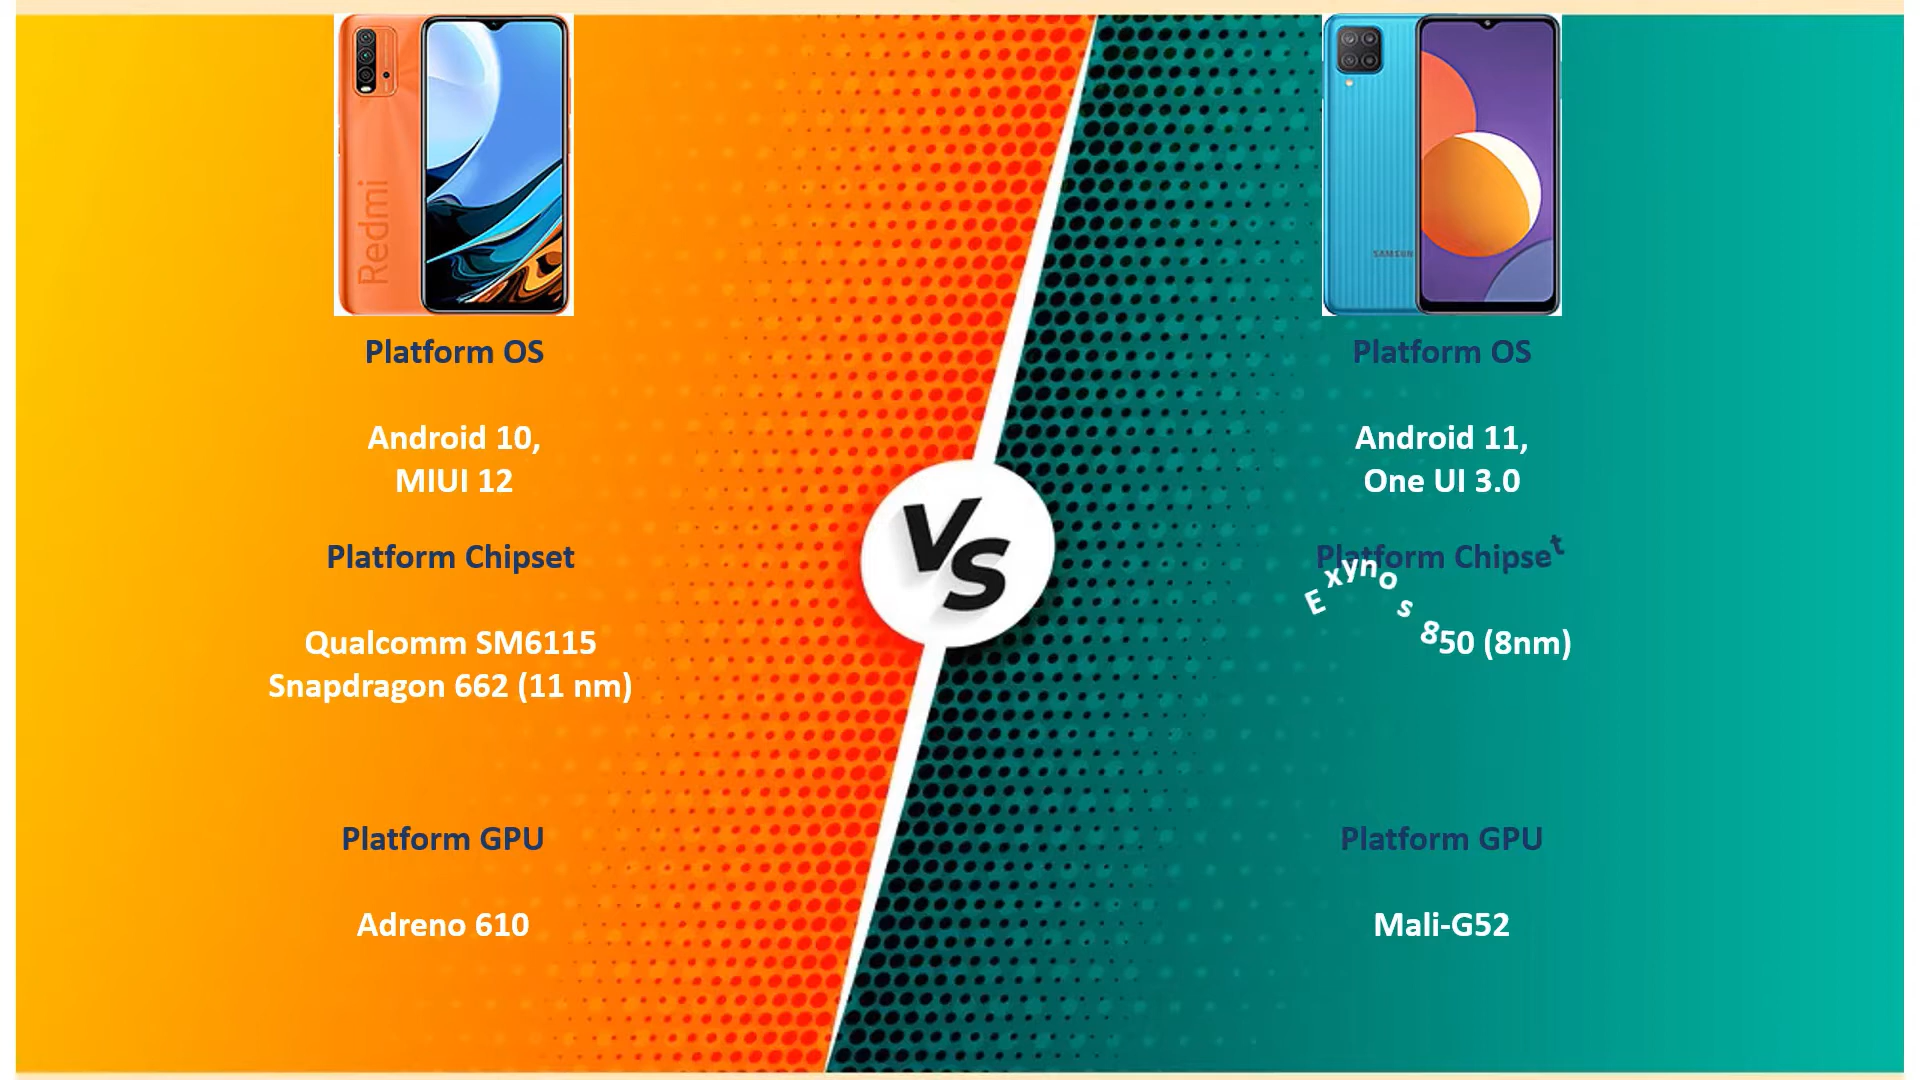 Redmi
SAMSUN
Platform OS
Android 10,
MIUI 12
Platform Chipset
Qualcomm SM6115
Snapdragon 662 (11 nm)
Platform GPU
Adreno 610
VS
Platform OS
Android 11,
One UI 3.0
Platform Chipset
Exynos 850 (8nm)
Platform GPU
Mali-G52